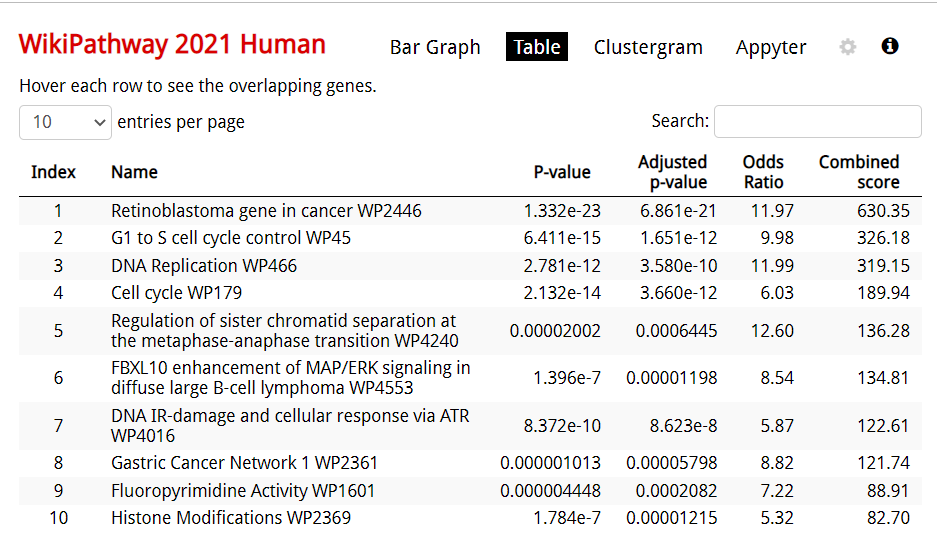 WikiPathway 2021 Human
Bar Graph Table Clustergram Appyter
Hover each row to see the overlapping genes.
10 entries per page
Search:
Index Name P-value Adjusted p-value Odds Ratio Combined score
1 Retinoblastoma gene in cancer WP2446 1.332e-23 6.861e-21 11.97 630.35
2 G1 to S cell cycle control WP45 6.411e-15 1.651e-12 9.98 326.18
3 DNA Replication WP466 2.781e-12 3.580e-10 11.99 319.15
4 Cell cycle WP179 2.132e-14 3.660e-12 6.03 189.94
5 Regulation of sister chromatid separation at the metaphase-anaphase transition WP4240 0.00002002 0.0006445 12.60 136.28
6 FBXL10 enhancement of MAP/ERK signaling in diffuse large B-cell lymphoma WP4553 1.396e-7 0.00001198 8.54 134.81
7 DNA IR-damage and cellular response via ATR WP4016 8.372e-10 8.623e-8 5.87 122.61
8 Gastric Cancer Network 1 WP2361 0.000001013 0.00005798 8.82 121.74
9 Fluoropyrimidine Activity WP1601 0.000004448 0.0002082 7.22 88.91
10 Histone Modifications WP2369 1.784e-7 0.00001215 5.32 82.70